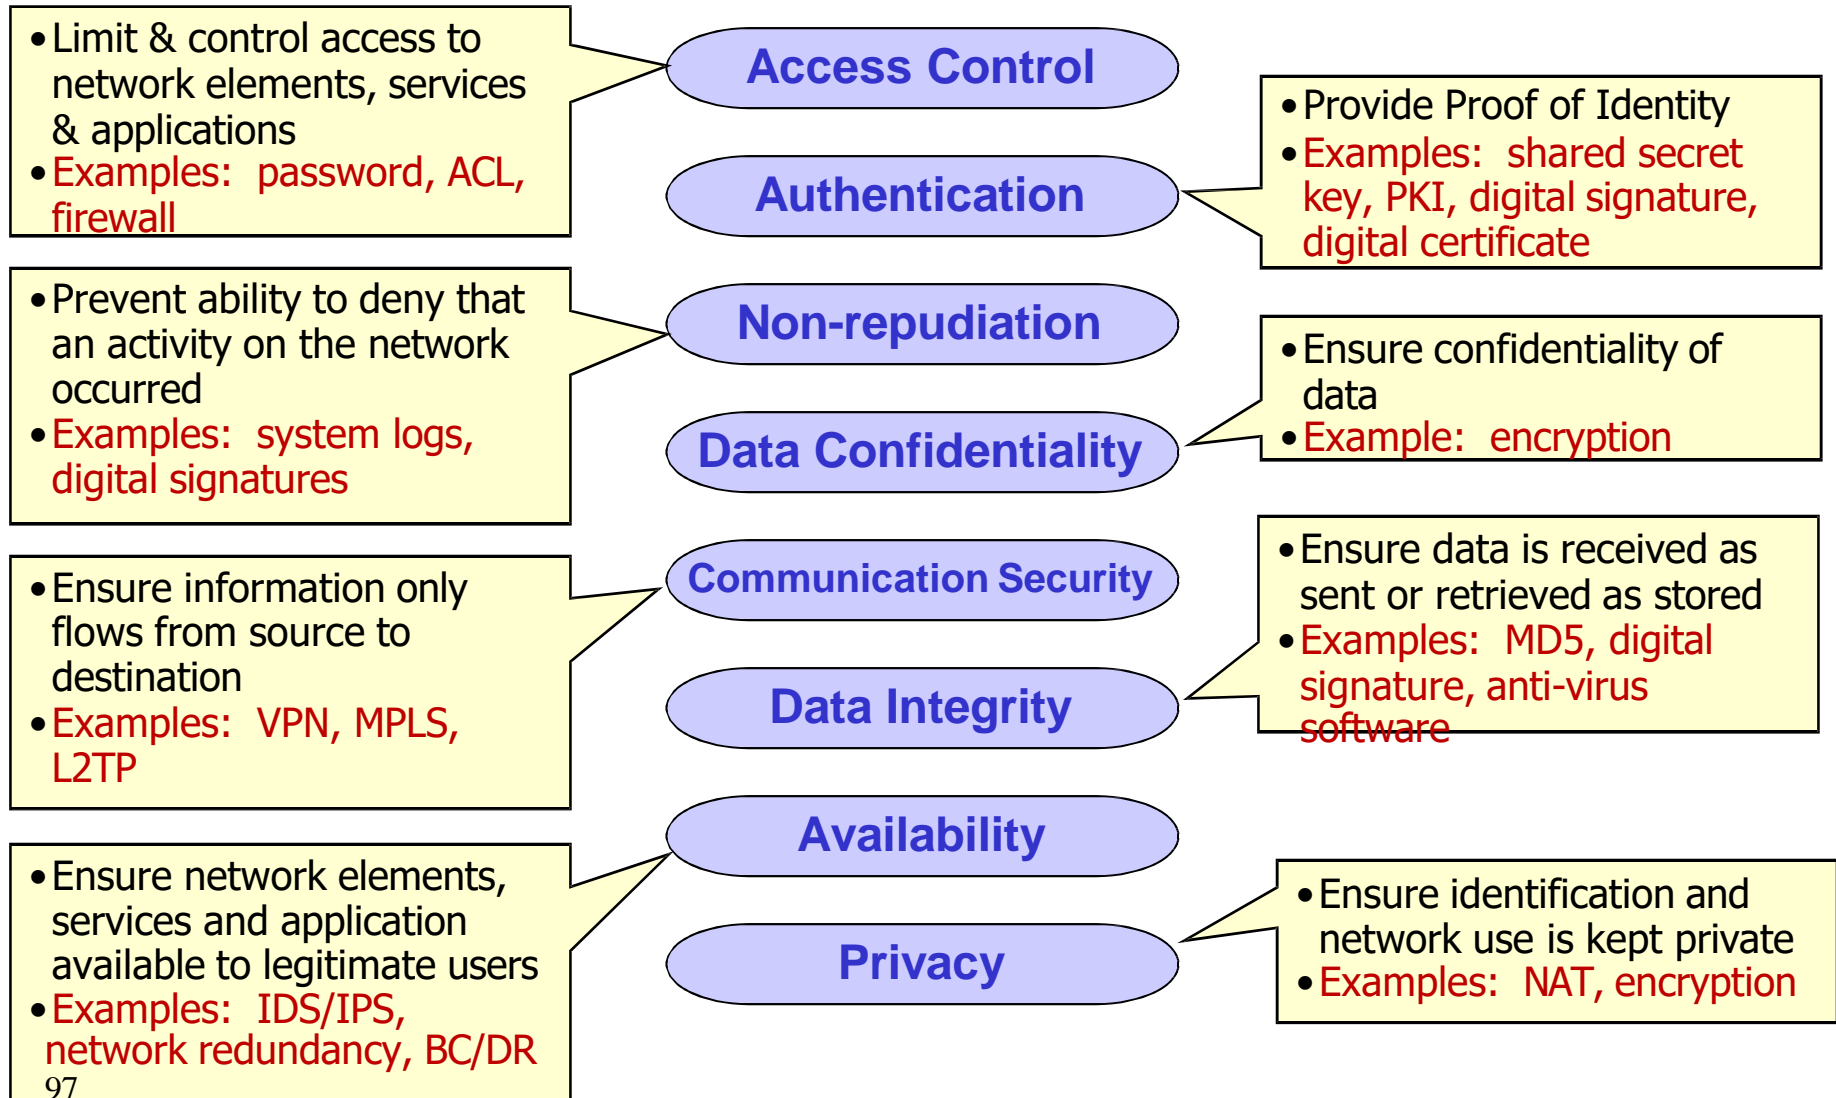 •Limit & control access to
network elements, services
& applications
•Examples: password, ACL,
firewall
Access Control
•Provide Proof of Identity
•Examples: shared secret
key, PKI, digital signature,
digital certificate
Authentication
•Prevent ability to deny that
an activity on the network
occurred
•Examples: system logs,
digital signatures
Non-repudiation
•Ensure confidentiality of
data
•Example: encryption
Data Confidentiality
•Ensure information only
flows from source to
destination
•Examples: VPN, MPLS,
L2TP
Communication Security
•Ensure data is received as
sent or retrieved as stored
•Examples: MD5, digital
signature, anti-virus
software
Data Integrity
•Ensure network elements,
services and application
available to legitimate users
•Examples: IDS/IPS,
network redundancy, BC/DR
Availability
•Ensure identification and
network use is kept private
•Examples: NAT, encryption
Privacy
97